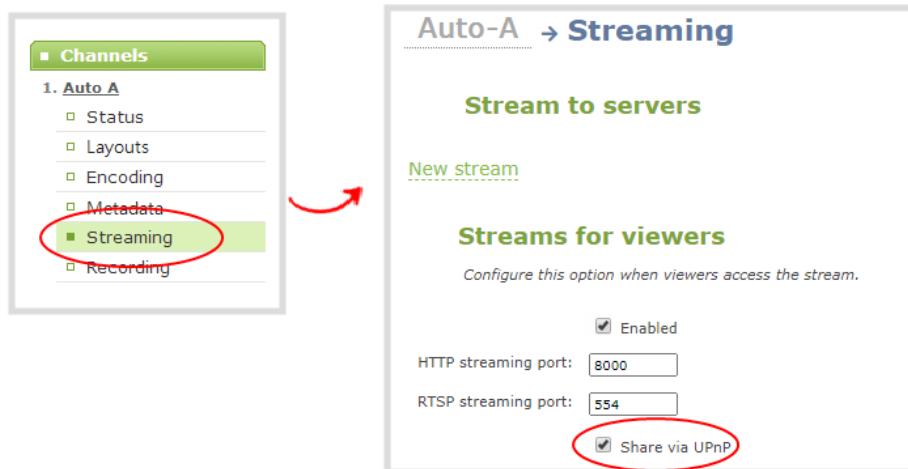 Channels
1. Auto A
Status
Layouts
Encoding
Metadata
Streaming
Recording
Auto-A → Streaming
Stream to servers
New stream
Streams for viewers
Configure this option when viewers access the stream.
Enabled
HTTP streaming port: 8000
RTSP streaming port: 554
Share via UPnP